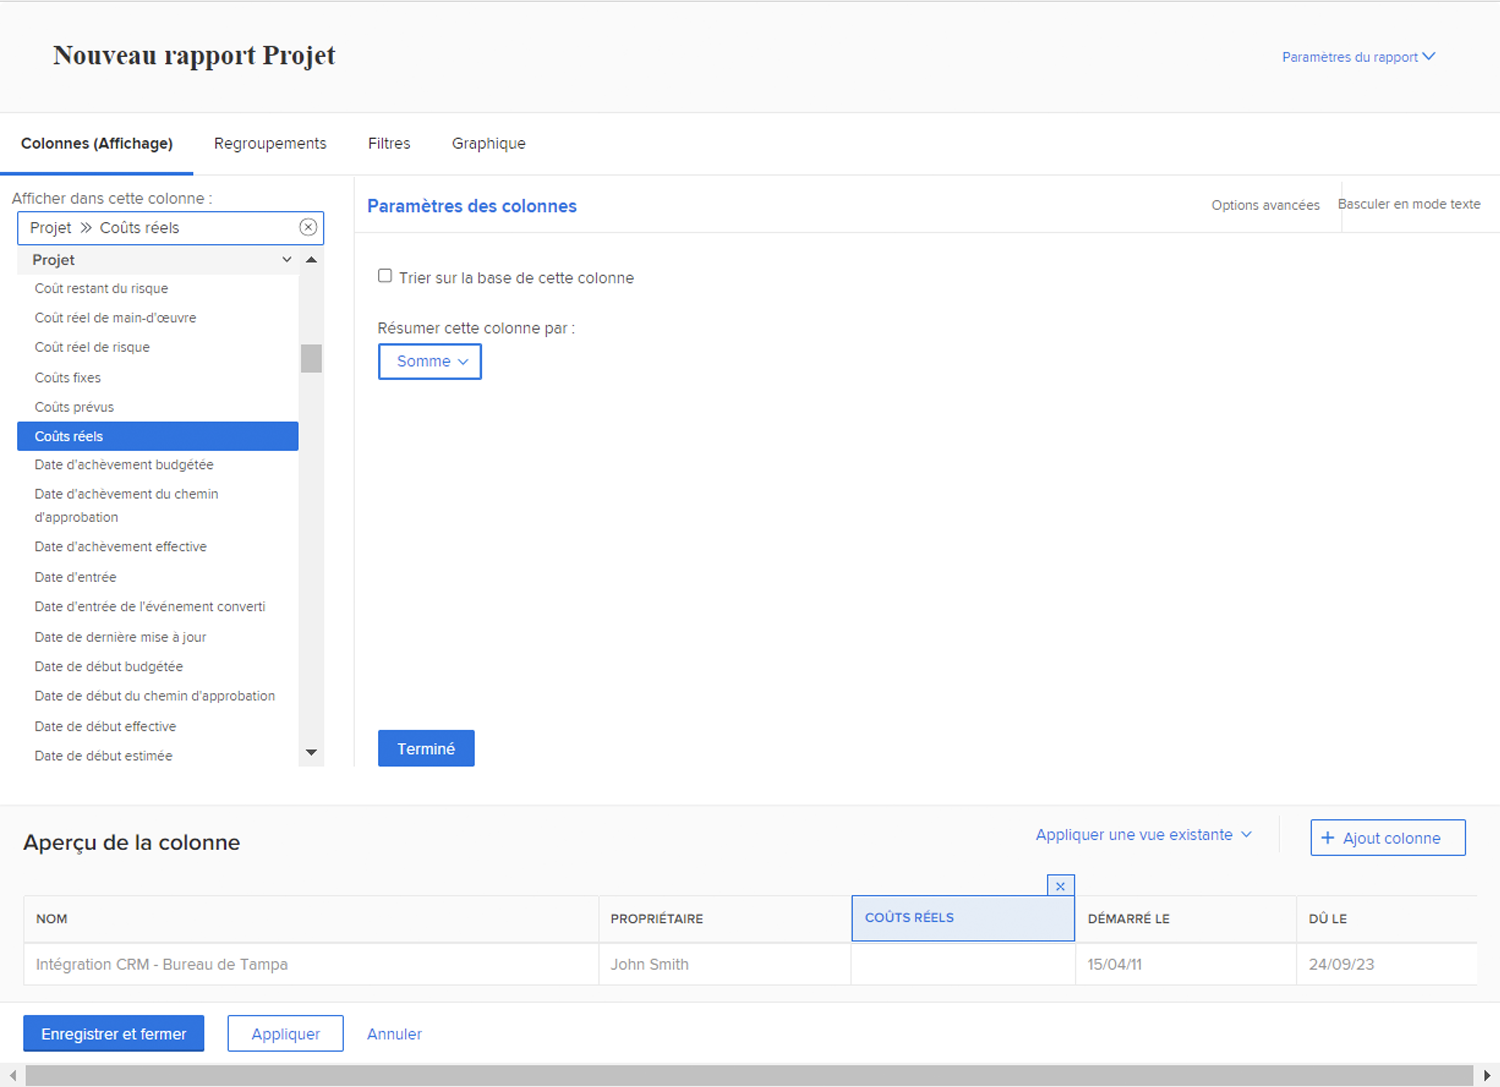 Nouveau rapport Projet
Paramètres du rapport
Colonnes (Affichage)
Regroupements
Filtres
Graphique
Afficher dans cette colonne :
Projet » Coûts réels
Projet
Coût restant du risque
Coût réel de main-d'œuvre
Coût réel de risque
Coûts fixes
Coûts prévus
Coûts réels
Date d'achèvement budgétée
Date d'achèvement du chemin
d'approbation
Date d'achèvement effective
Date d'entrée
Date d'entrée de l'événement converti
Date de dernière mise à jour
Date de début budgétée
Date de début du chemin d'approbation
Date de début effective
Date de début estimée
Paramètres des colonnes
Options avancées
Basculer en mode texte
Trier sur la base de cette colonne
Résumer cette colonne par :
Somme
Terminé
Aperçu de la colonne
Appliquer une vue existante
+ Ajout colonne
NOM
PROPRIÉTAIRE
COÛTS RÉELS
DÉMARRÉ LE
DÛ LE
Intégration CRM - Bureau de Tampa
John Smith
15/04/11
24/09/23
Enregistrer et fermer
Appliquer
Annuler